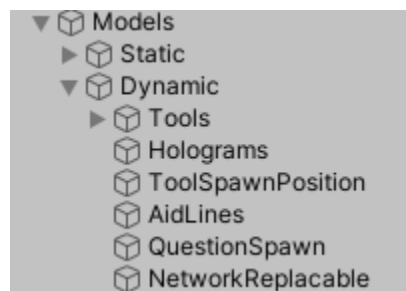 Models
Static
Dynamic
Tools
Holograms
ToolSpawnPosition
AidLines
QuestionSpawn
NetworkReplacable